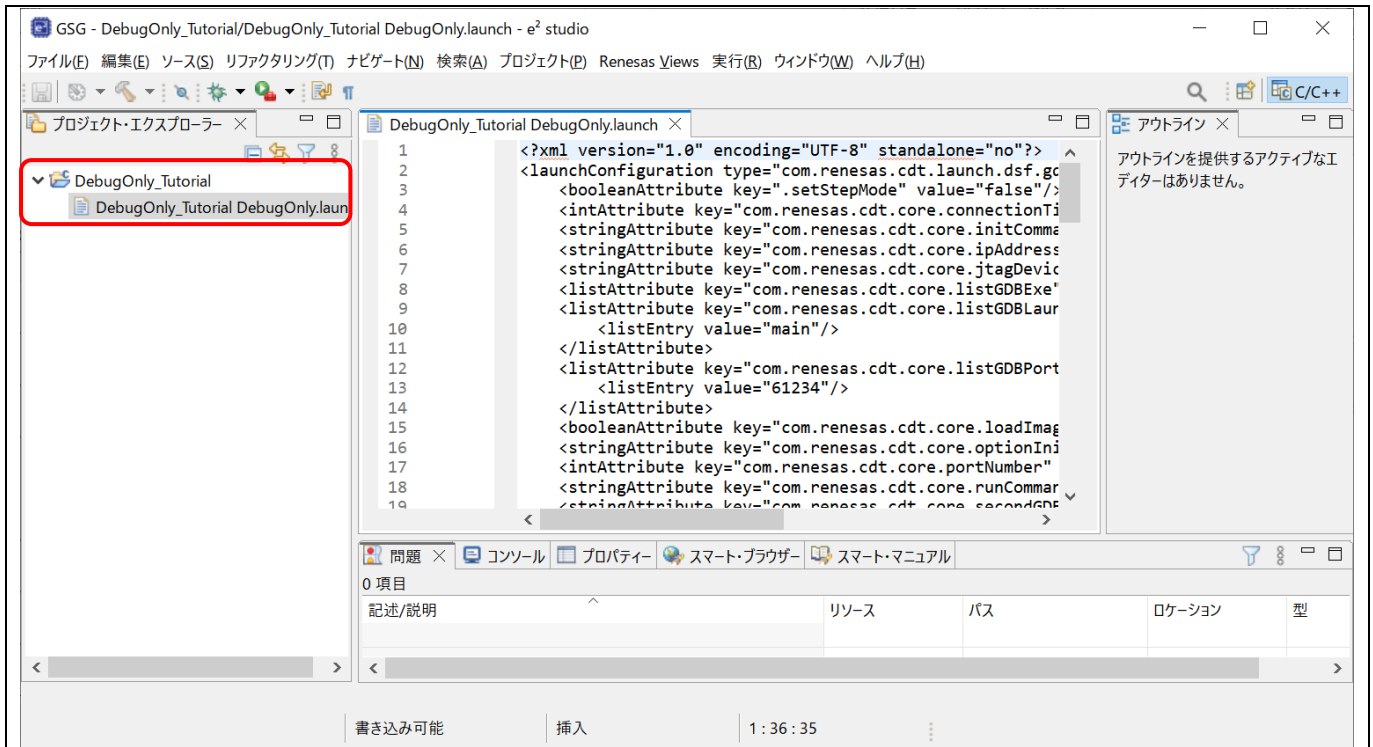 GSG - DebugOnly_Tutorial/DebugOnly_Tutorial DebugOnly.launch - e² studio
ファイル(F) 編集(E) ソース(S) リファクタリング(T) ナビゲート(N) 検索(A) プロジェクト(P) Renesas Views 実行(R) ウィンドウ(W) ヘルプ(H)
C/C++
プロジェクト・エクスプローラー
DebugOnly_Tutorial
DebugOnly_Tutorial DebugOnly.laun
DebugOnly_Tutorial DebugOnly.launch
1 <?xml version="1.0" encoding="UTF-8" standalone="no"?>
2 <launchConfiguration type="com.renesas.cdt.launch.dsf.gd
3 <booleanAttribute key=".setStepMode" value="false"/>
4 <intAttribute key="com.renesas.cdt.core.connectionTi
5 <stringAttribute key="com.renesas.cdt.core.initComma
6 <stringAttribute key="com.renesas.cdt.core.ipAddress
7 <stringAttribute key="com.renesas.cdt.core.jtagDevic
8 <listAttribute key="com.renesas.cdt.core.listGDBExe"
9 <listAttribute key="com.renesas.cdt.core.listGDBLaun
10 <listEntry value="main"/>
11 </listAttribute>
12 <listAttribute key="com.renesas.cdt.core.listGDBPort
13 <listEntry value="61234"/>
14 </listAttribute>
15 <booleanAttribute key="com.renesas.cdt.core.loadImag
16 <stringAttribute key="com.renesas.cdt.core.optionIni
17 <intAttribute key="com.renesas.cdt.core.portNumber"
18 <stringAttribute key="com.renesas.cdt.core.runComman
19 <stringAttribute key="com.renesas.cdt.core.secondGDB
アウトライン
アウトラインを提供するアクティブなエ
ディターはありません。
問題 コンソール プロパティー スマート・ブラウザー スマート・マニュアル
0 項目
記述/説明 リソース パス ロケーション 型
書き込み可能 挿入 1 : 36 : 35